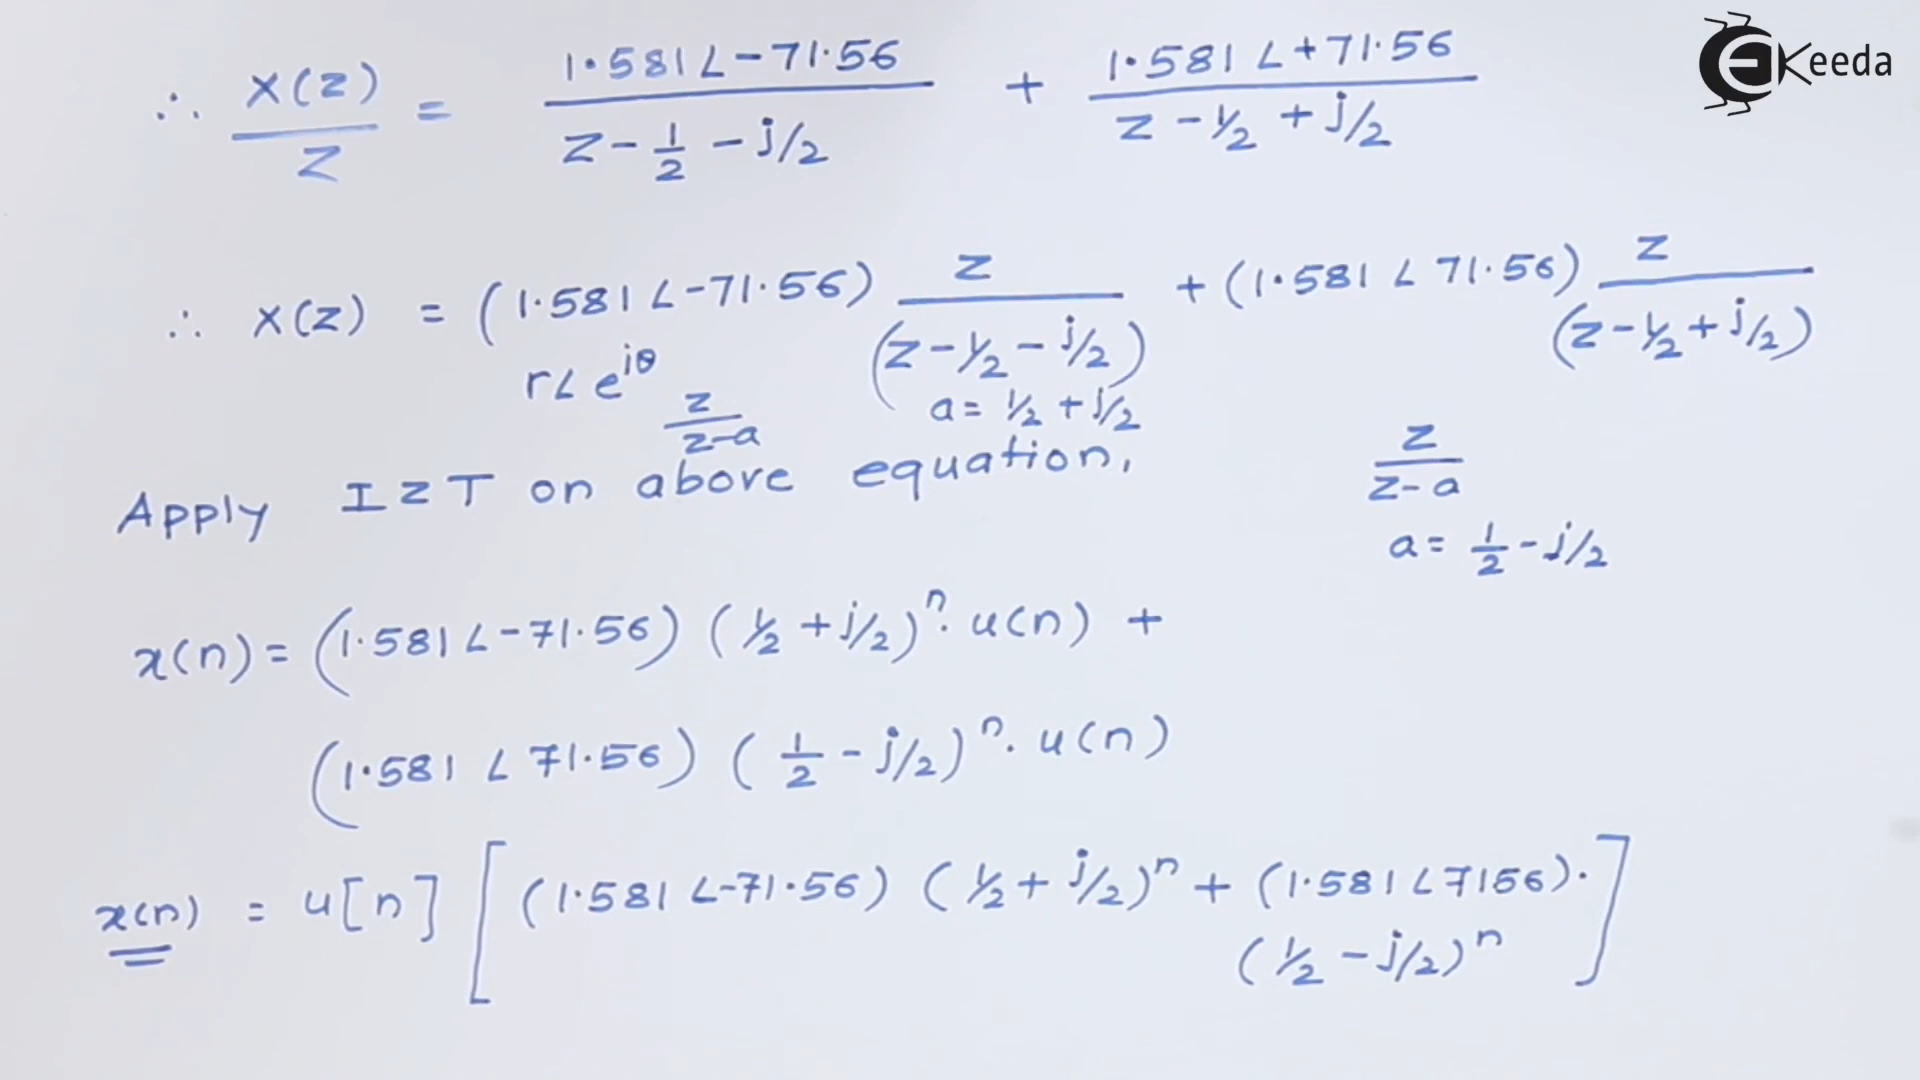 ∴ X(z)/z = 1.581∠-71.56/(z - 1/2 - j/2) + 1.581∠+71.56/(z - 1/2 + j/2)
EKeeda
∴ X(z) = (1.581∠-71.56) z/(z - 1/2 - j/2) + (1.581∠71.56) z/(z - 1/2 + j/2)
r∠ e^jθ
z/z-a
a = 1/2 + j/2
Apply IZT on above equation,
z/z-a
a = 1/2 - j/2
x(n) = (1.581∠-71.56) (1/2 + j/2)^n . u(n) +
(1.581∠71.56) (1/2 - j/2)^n . u(n)
x(n) = u[n] [(1.581∠-71.56) (1/2 + j/2)^n + (1.581∠7156).
(1/2 - j/2)^n]